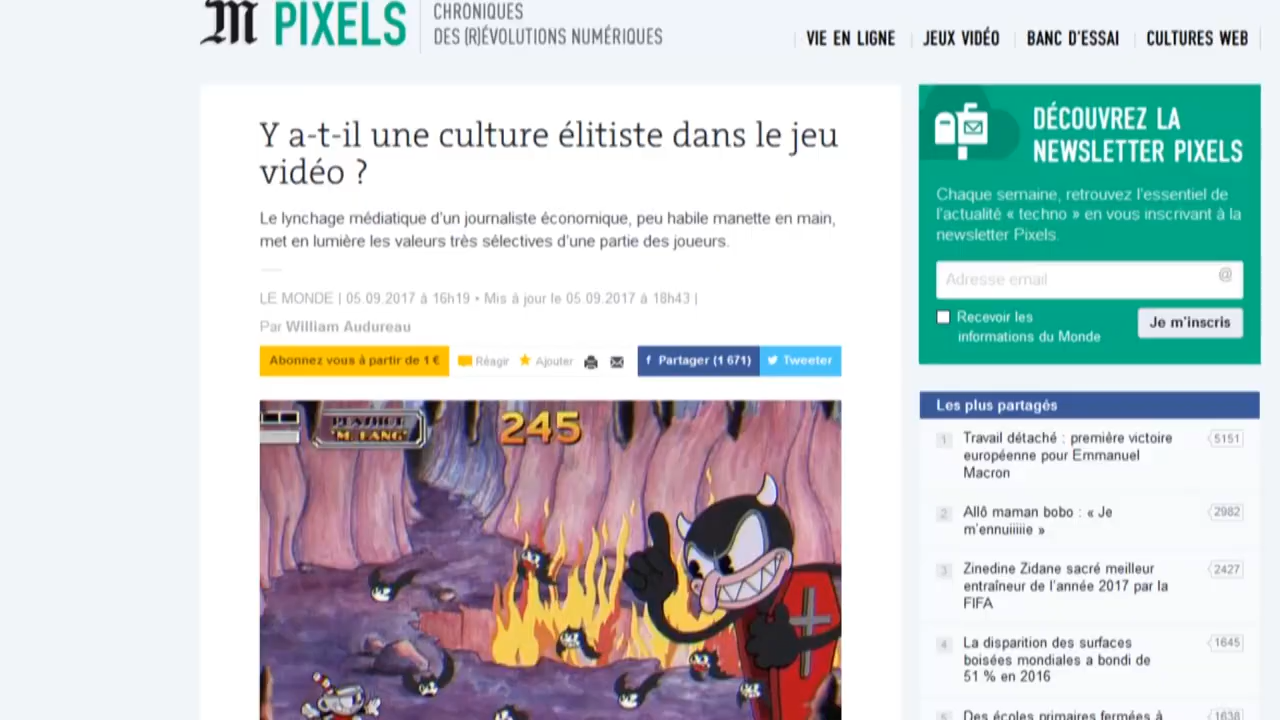 M PIXELS
CHRONIQUES
DES (R)ÉVOLUTIONS NUMÉRIQUES
VIE EN LIGNE
JEUX VIDÉO
BANC D'ESSAI
CULTURES WEB
Y a-t-il une culture élitiste dans le jeu
vidéo ?
Le lynchage médiatique d'un journaliste économique, peu habile manette en main,
met en lumière les valeurs très sélectives d'une partie des joueurs.
LE MONDE | 05.09.2017 à 16h19 • Mis à jour le 05.09.2017 à 18h43 |
Par William Audureau
Abonnez vous à partir de 1 €
Réagir
Ajouter
f Partager (1 671)
Tweeter
"M. LANG"
245
DÉCOUVREZ LA
NEWSLETTER PIXELS
Chaque semaine, retrouvez l'essentiel de
l'actualité « techno » en vous inscrivant à la
newsletter Pixels.
Adresse email @
Recevoir les
informations du Monde
Je m'inscris
Les plus partagés
1 Travail détaché : première victoire 5151
européenne pour Emmanuel
Macron
2 Allô maman bobo : « Je 2982
m'ennuiiiiie »
3 Zinedine Zidane sacré meilleur 2427
entraîneur de l'année 2017 par la
FIFA
4 La disparition des surfaces 1645
boisées mondiales a bondi de
51 % en 2016
5 Des écoles primaires fermées à 1638